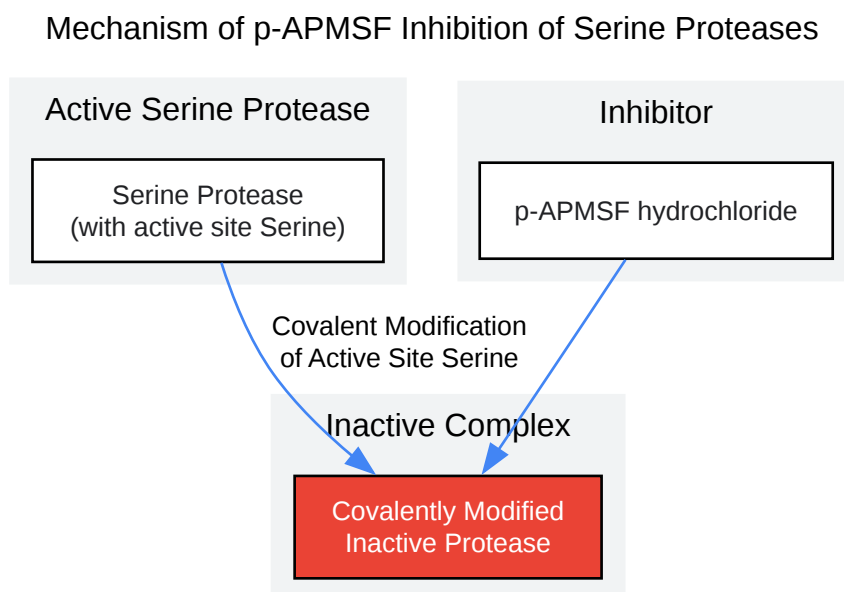 Mechanism of p-APMSF Inhibition of Serine Proteases
Active Serine Protease
Serine Protease
(with active site Serine)
Inhibitor
p-APMSF hydrochloride
Covalent Modification
of Active Site Serine
Inactive Complex
Covalently Modified
Inactive Protease